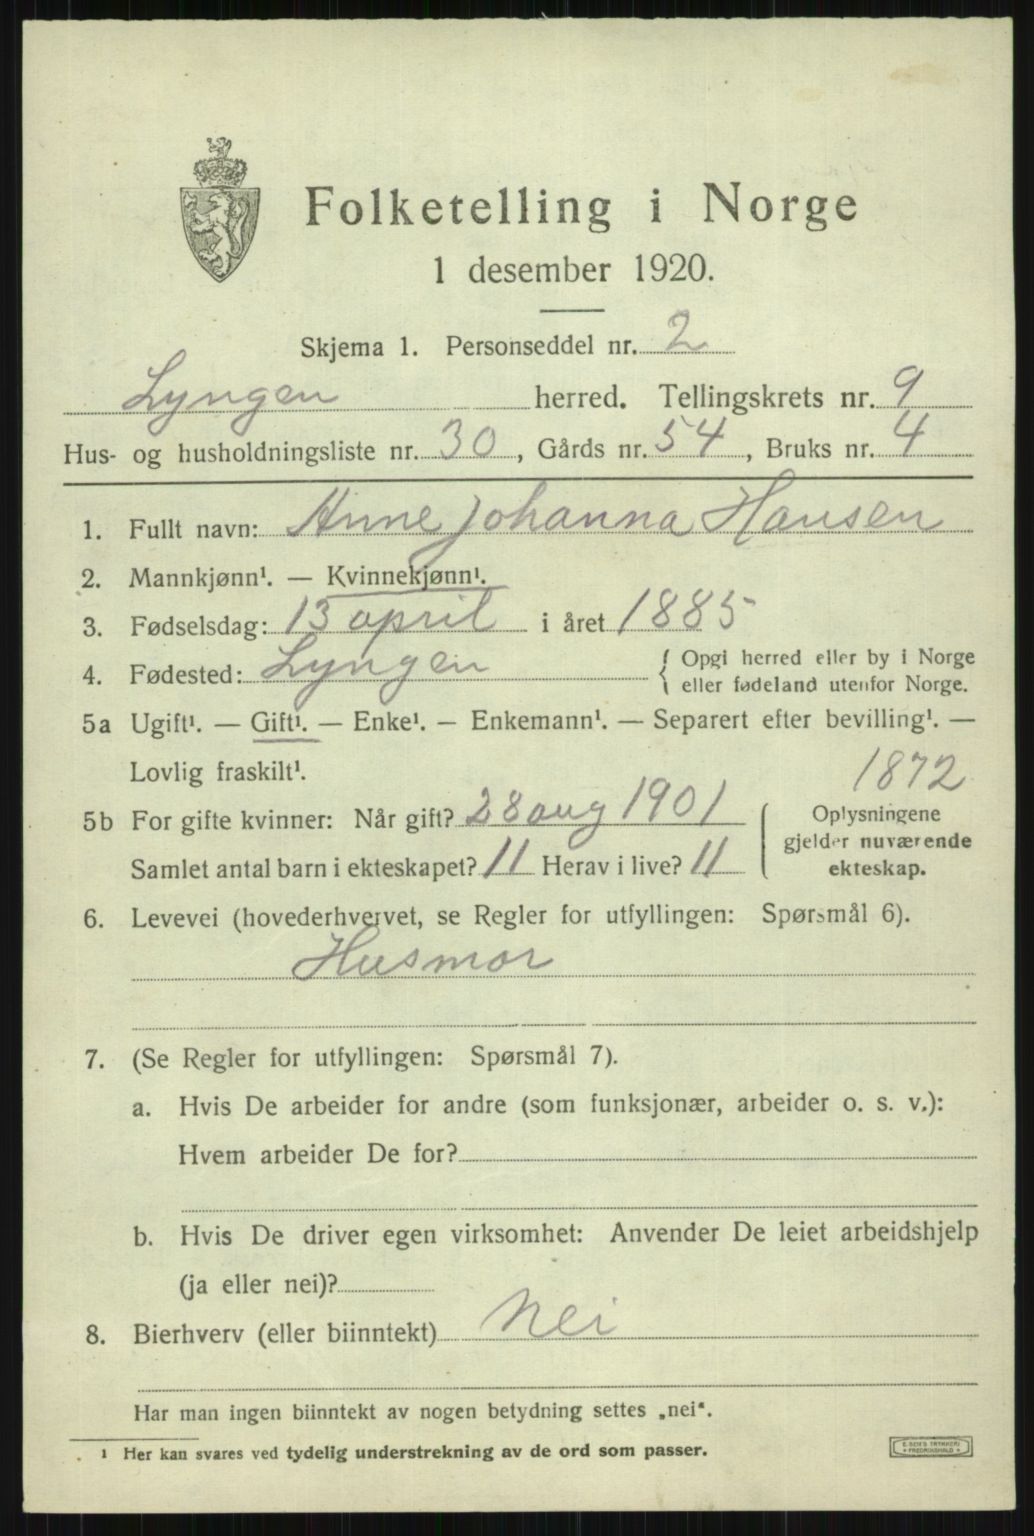 Folketelling i Norge
1 desember 1920.
Skjema 1. Personseddel nr. 2
Lyngen herred. Tellingskrets nr. 9
Hus- og husholdningsliste nr. 30, Gårds nr. 54, Bruks nr. 4
1. Fullt navn: Anne Johanna Hansen
2. Mannkjønn¹. — Kvinnekjønn¹.
3. Fødselsdag: 13 april i året 1885
4. Fødested: Lyngen { Opgi herred eller by i Norge
eller fødeland utenfor Norge.
5a Ugift¹. — Gift¹. — Enke¹. — Enkemann¹. — Separert efter bevilling¹. —
Lovlig fraskilt¹.
1872
5b For gifte kvinner: Når gift? 28 aug 1901
Samlet antal barn i ekteskapet? 11 Herav i live? 11
Oplysningene
gjelder nuværende
ekteskap.
6. Levevei (hovederhvervet, se Regler for utfyllingen: Spørsmål 6).
Husmor
7. (Se Regler for utfyllingen: Spørsmål 7).
a. Hvis De arbeider for andre (som funksjonær, arbeider o. s. v.):
Hvem arbeider De for?
b. Hvis De driver egen virksomhet: Anvender De leiet arbeidshjelp
(ja eller nei)?
8. Bierhverv (eller biinntekt) Nei
Har man ingen biinntekt av nogen betydning settes „nei“.
¹ Her kan svares ved tydelig understrekning av de ord som passer.